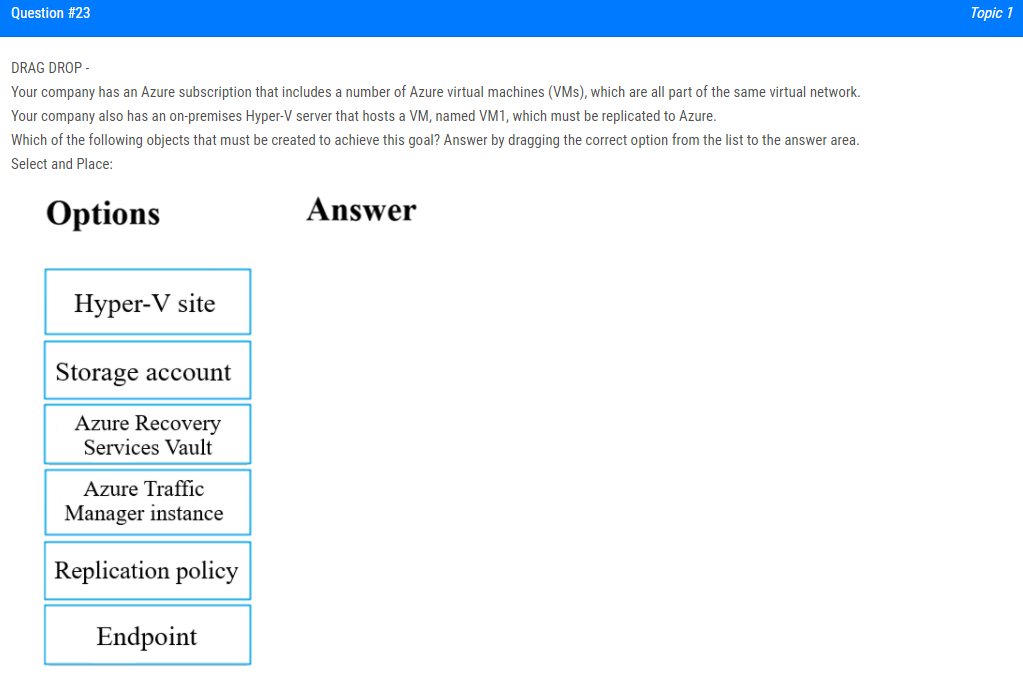 Question #23
Topic 1
DRAG DROP -
Your company has an Azure subscription that includes a number of Azure virtual machines (VMs), which are all part of the same virtual network.
Your company also has an on-premises Hyper-V server that hosts a VM, named VM1, which must be replicated to Azure.
Which of the following objects that must be created to achieve this goal? Answer by dragging the correct option from the list to the answer area.
Select and Place:
Options
Answer
Hyper-V site
Storage account
Azure Recovery
Services Vault
Azure Traffic
Manager instance
Replication policy
Endpoint